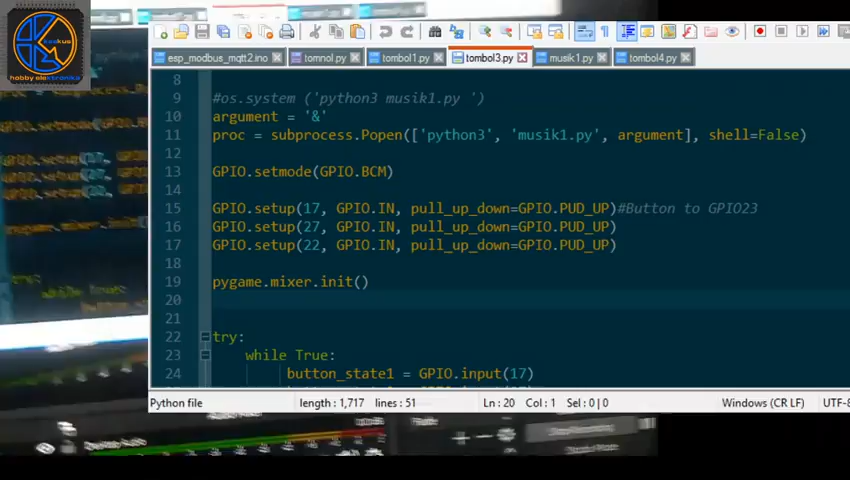 hobby elektronika
esp_modbus_mqtt2.ino
tomnol.py
tombol1.py
tombol3.py
musik1.py
tombol4.py
8
9 #os.system ('python3 musik1.py ')
10 argument = '&'
11 proc = subprocess.Popen(['python3', 'musik1.py', argument], shell=False)
12
13 GPIO.setmode(GPIO.BCM)
14
15 GPIO.setup(17, GPIO.IN, pull_up_down=GPIO.PUD_UP)#Button to GPIO23
16 GPIO.setup(27, GPIO.IN, pull_up_down=GPIO.PUD_UP)
17 GPIO.setup(22, GPIO.IN, pull_up_down=GPIO.PUD_UP)
18
19 pygame.mixer.init()
20
21
22 try:
23 while True:
24 button_state1 = GPIO.input(17)
Python file
length : 1,717 lines : 51
Ln : 20 Col : 1 Sel : 0 | 0
Windows (CR LF)
UTF-8